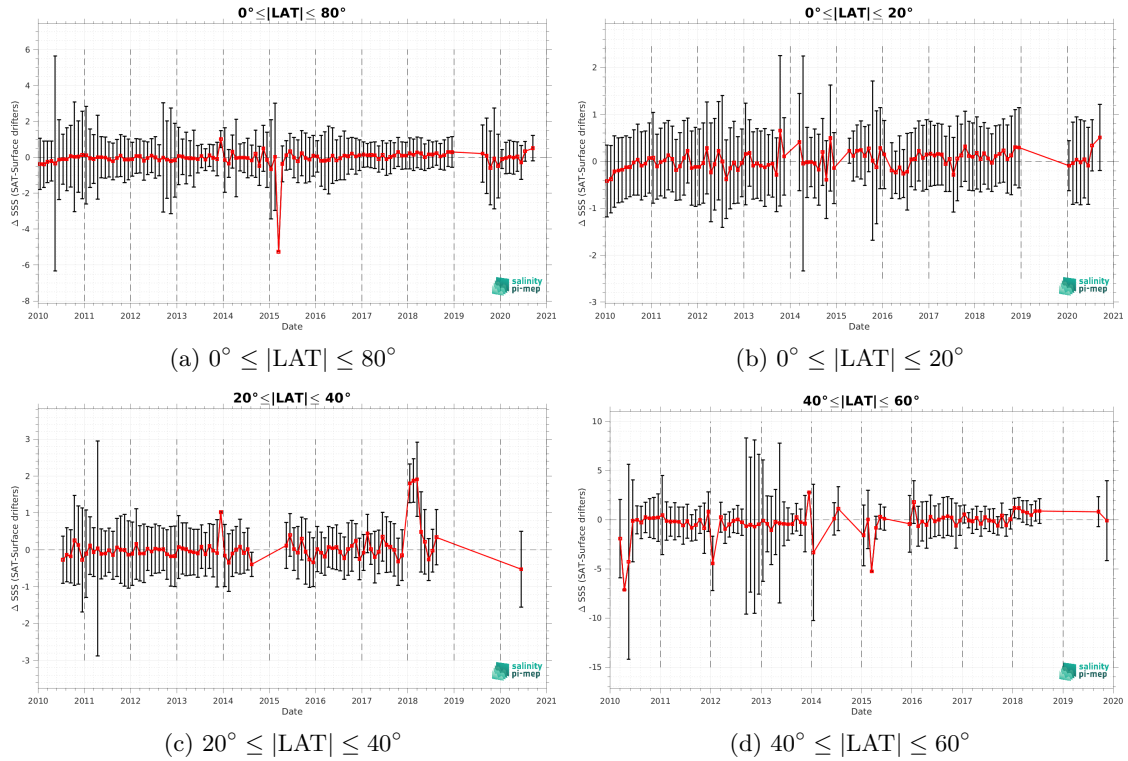 0°≤|LAT|≤ 80°
6
4
2
0
-2
-4
-6
-8
Δ SSS (SAT-Surface drifters)
2010 2011 2012 2013 2014 2015 2016 2017 2018 2019 2020 2021
Date
salinity
pi-mep
(a) 0° ≤ |LAT| ≤ 80°
0°≤|LAT|≤ 20°
2
1
0
-1
-2
-3
Δ SSS (SAT-Surface drifters)
2010 2011 2012 2013 2014 2015 2016 2017 2018 2019 2020 2021
Date
salinity
pi-mep
(b) 0° ≤ |LAT| ≤ 20°
20°≤|LAT|≤ 40°
3
2
1
0
-1
-2
-3
Δ SSS (SAT-Surface drifters)
2010 2011 2012 2013 2014 2015 2016 2017 2018 2019 2020 2021
Date
salinity
pi-mep
(c) 20° ≤ |LAT| ≤ 40°
40°≤|LAT|≤ 60°
10
5
0
-5
-10
-15
Δ SSS (SAT-Surface drifters)
2010 2011 2012 2013 2014 2015 2016 2017 2018 2019 2020
Date
salinity
pi-mep
(d) 40° ≤ |LAT| ≤ 60°